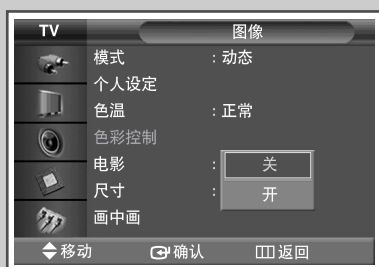 TV 图像
模式 : 动态
个人设定
色温 : 正常
色彩控制
电影 : 关
尺寸 : 开
画中画
移动 确认 返回